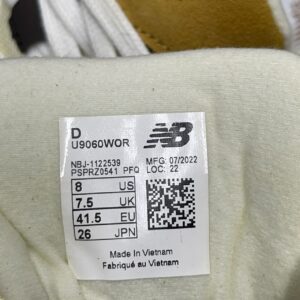 D
U9060WOR
NBJ-1122539
PSPRZ0541 PFQ
MFG: 07/2022
LOC: 22
8 US
7.5 UK
41.5 EU
26 JPN
Made In Vietnam
Fabriqué au Vietnam